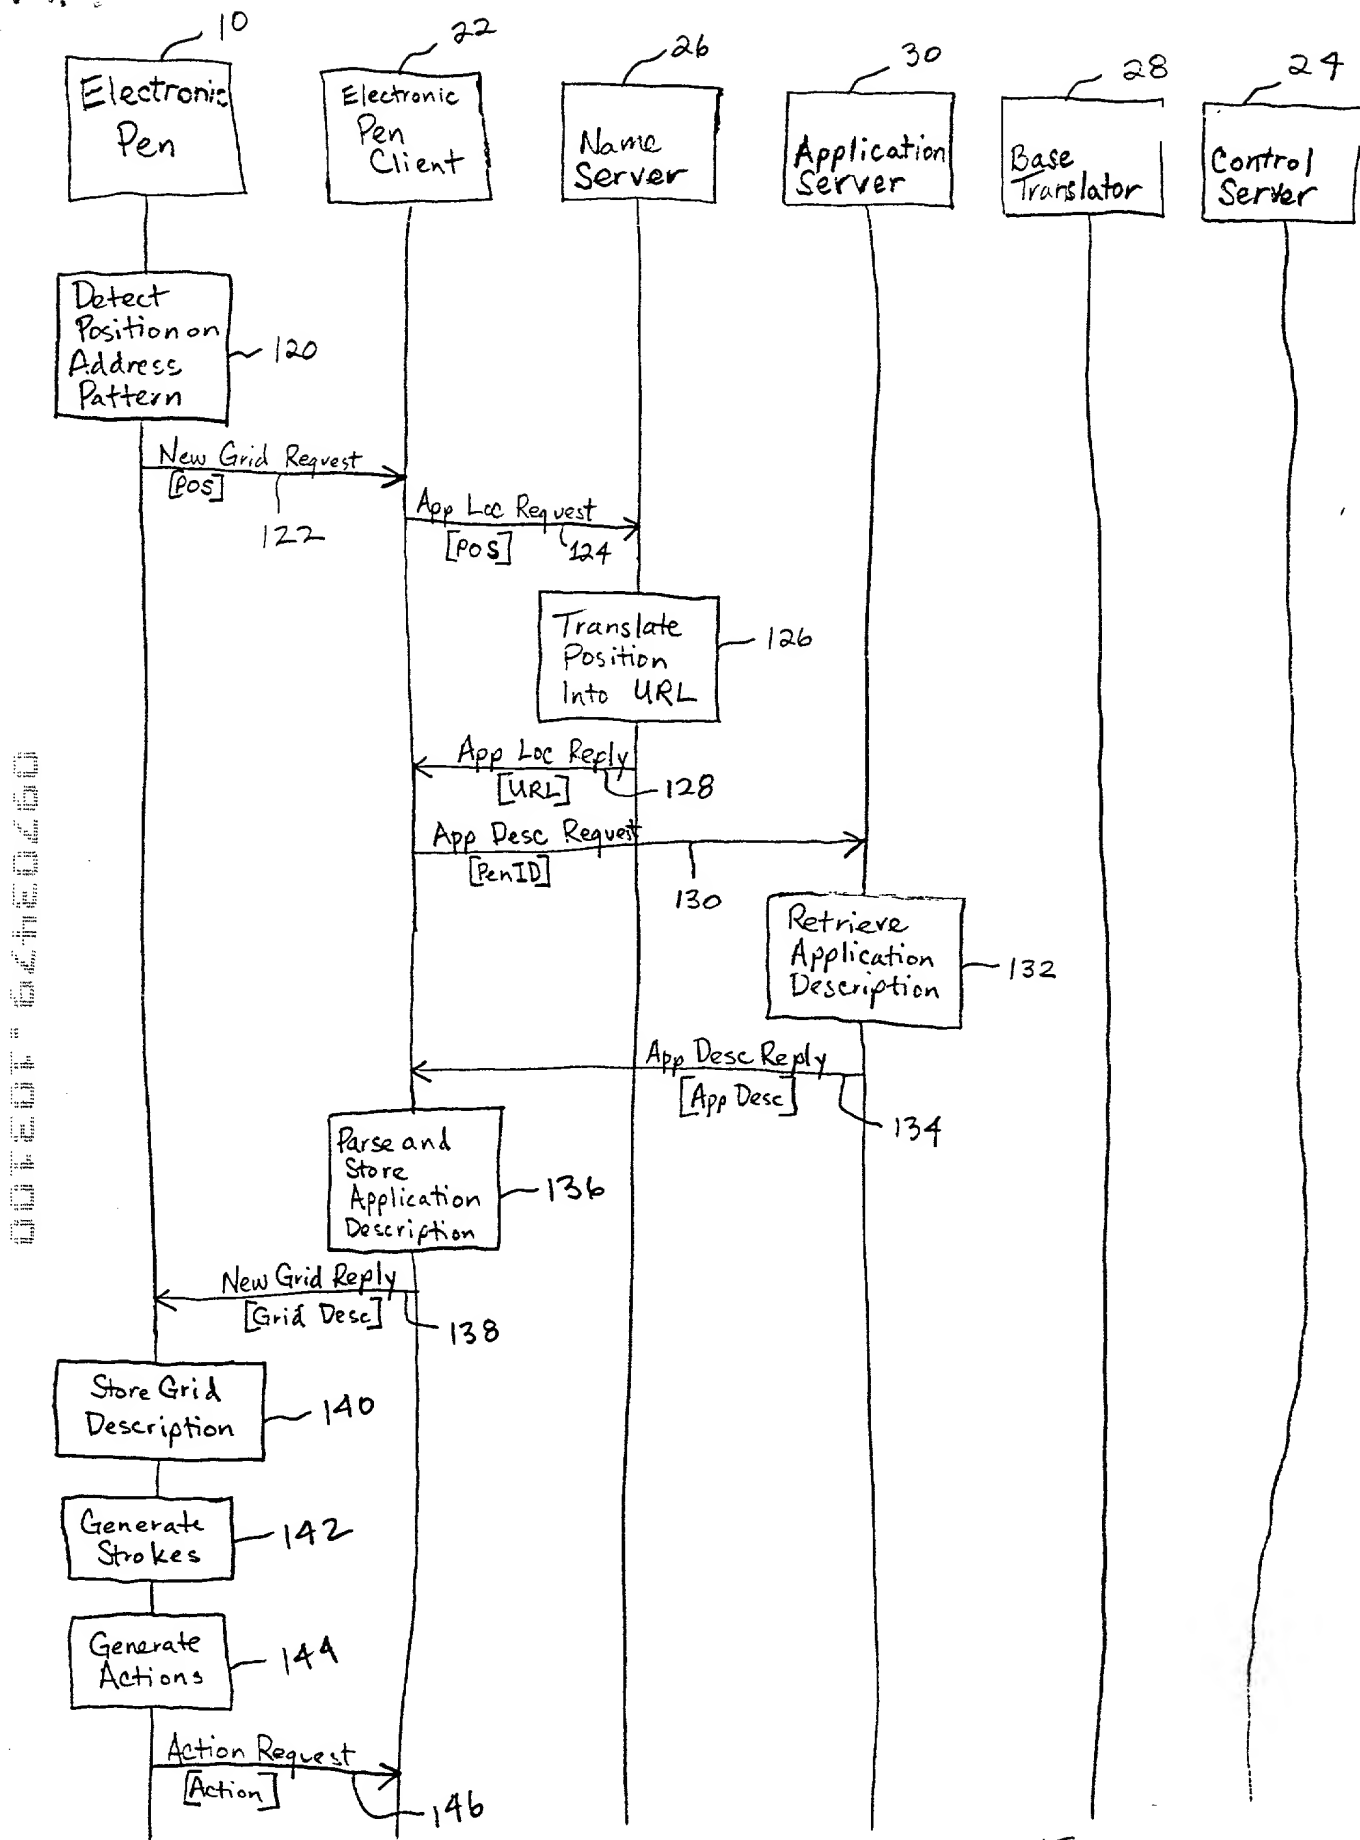 10
22
26
30
28
24
Electronic
Pen
Electronic
Pen
Client
Name
Server
Application
Server
Base
Translator
Control
Server
Detect
Position on
Address
Pattern
120
New Grid Request
[POS]
122
App Loc Request
[POS]
124
Translate
Position
Into URL
126
App Loc Reply
[URL]
128
App Desc Request
[PenID]
130
Retrieve
Application
Description
132
App Desc Reply
[App Desc]
134
Parse and
Store
Application
Description
136
New Grid Reply
[Grid Desc]
138
Store Grid
Description
140
Generate
Strokes
142
Generate
Actions
144
Action Request
[Action]
146